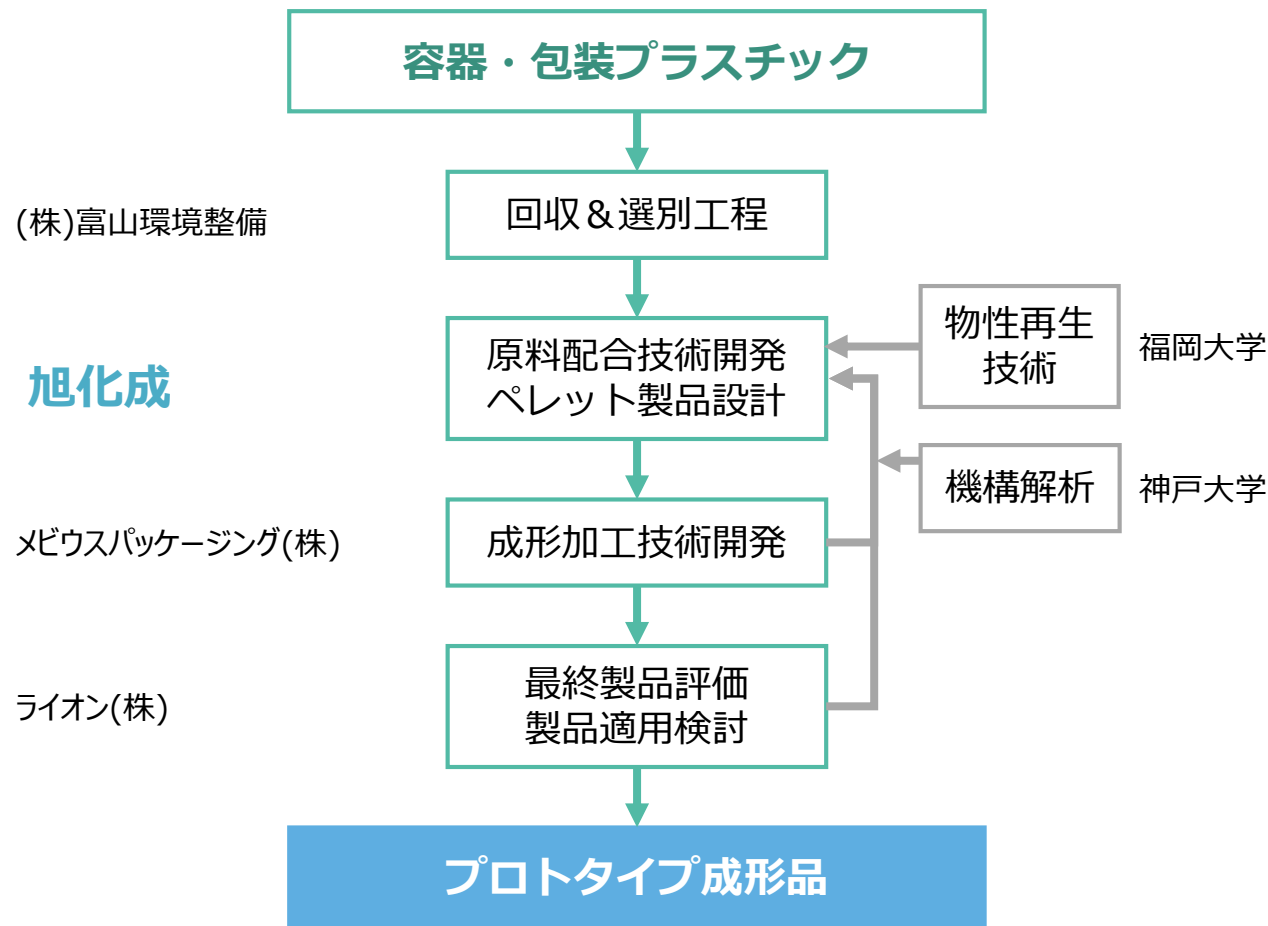 容器・包装プラスチック
(株)富山環境整備
回収＆選別工程
旭化成
原料配合技術開発
ペレット製品設計
物性再生
技術
福岡大学
機構解析
神戸大学
メビウスパッケージング(株)
成形加工技術開発
ライオン(株)
最終製品評価
製品適用検討
プロトタイプ成形品